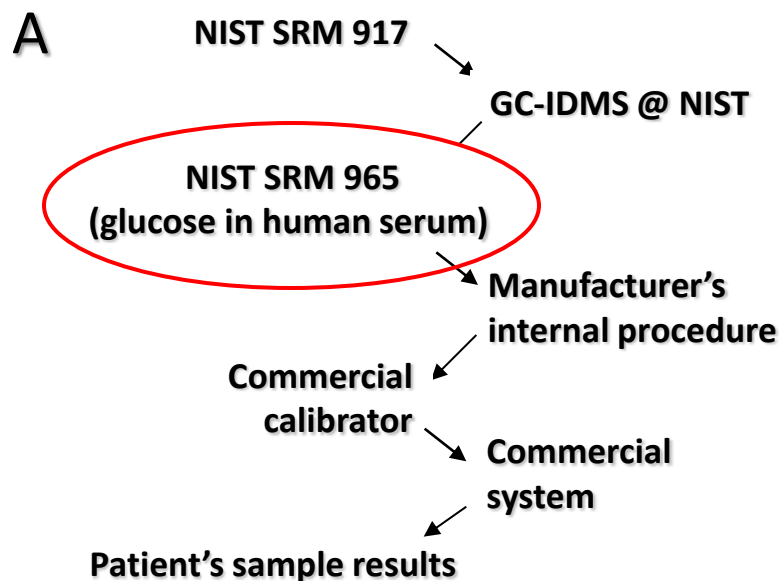 A
NIST SRM 917
GC-IDMS @ NIST
NIST SRM 965
(glucose in human serum)
Manufacturer’s
internal procedure
Commercial
calibrator
Commercial
system
Patient’s sample results